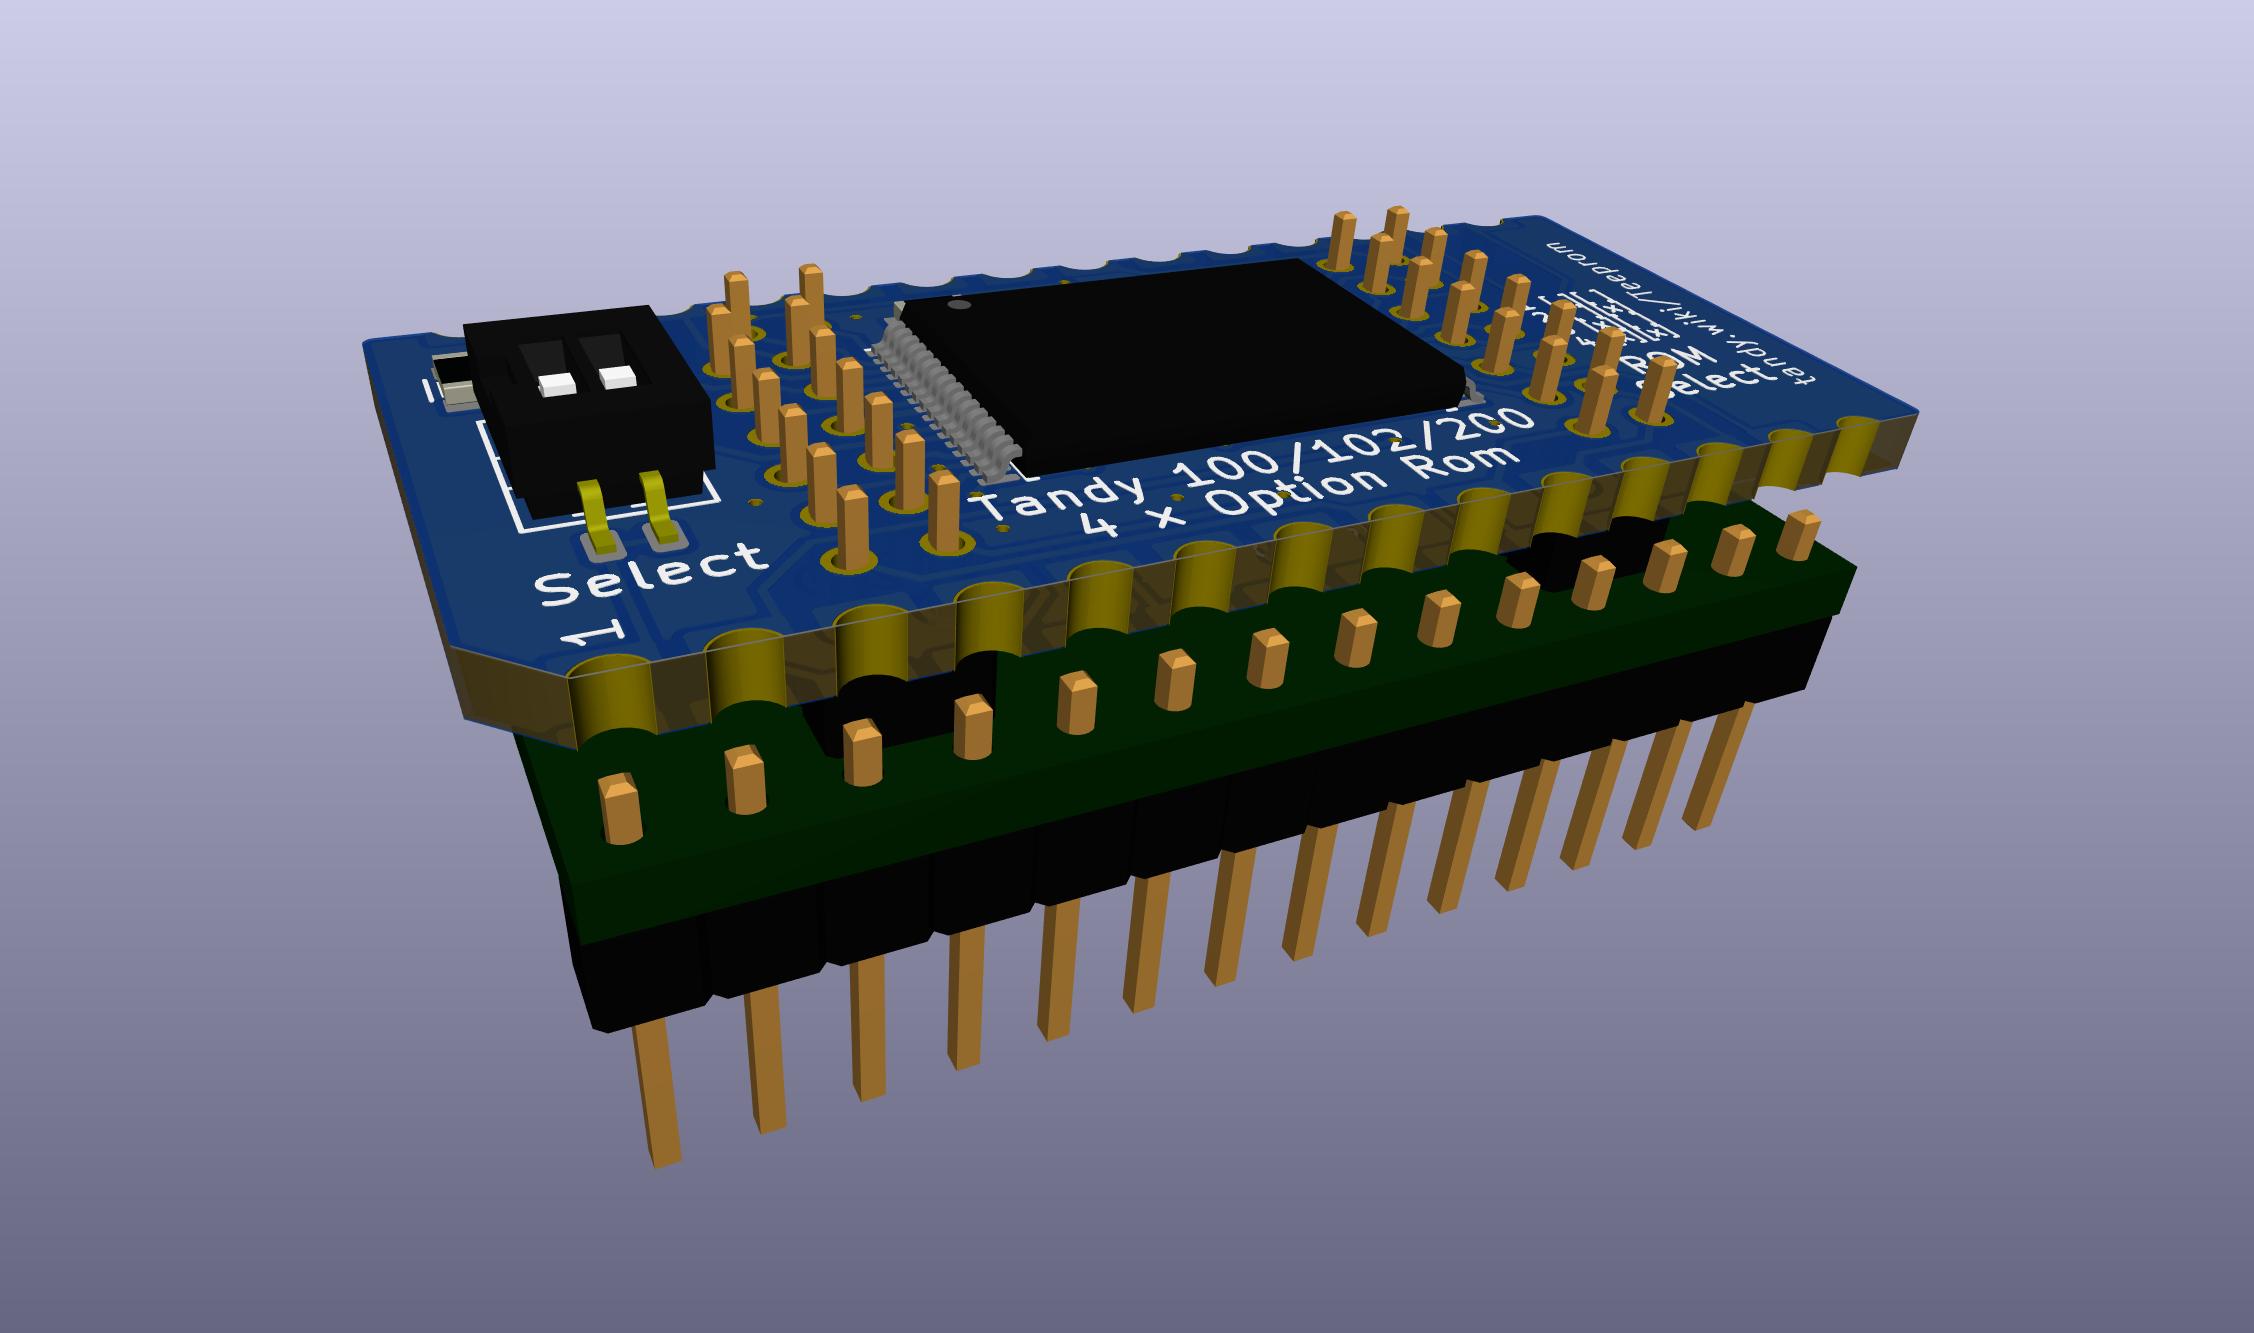 Tandy 100/102/200
4 x Option Rom
Select
1
ROM
Select
tandy.wiki/Teeprom